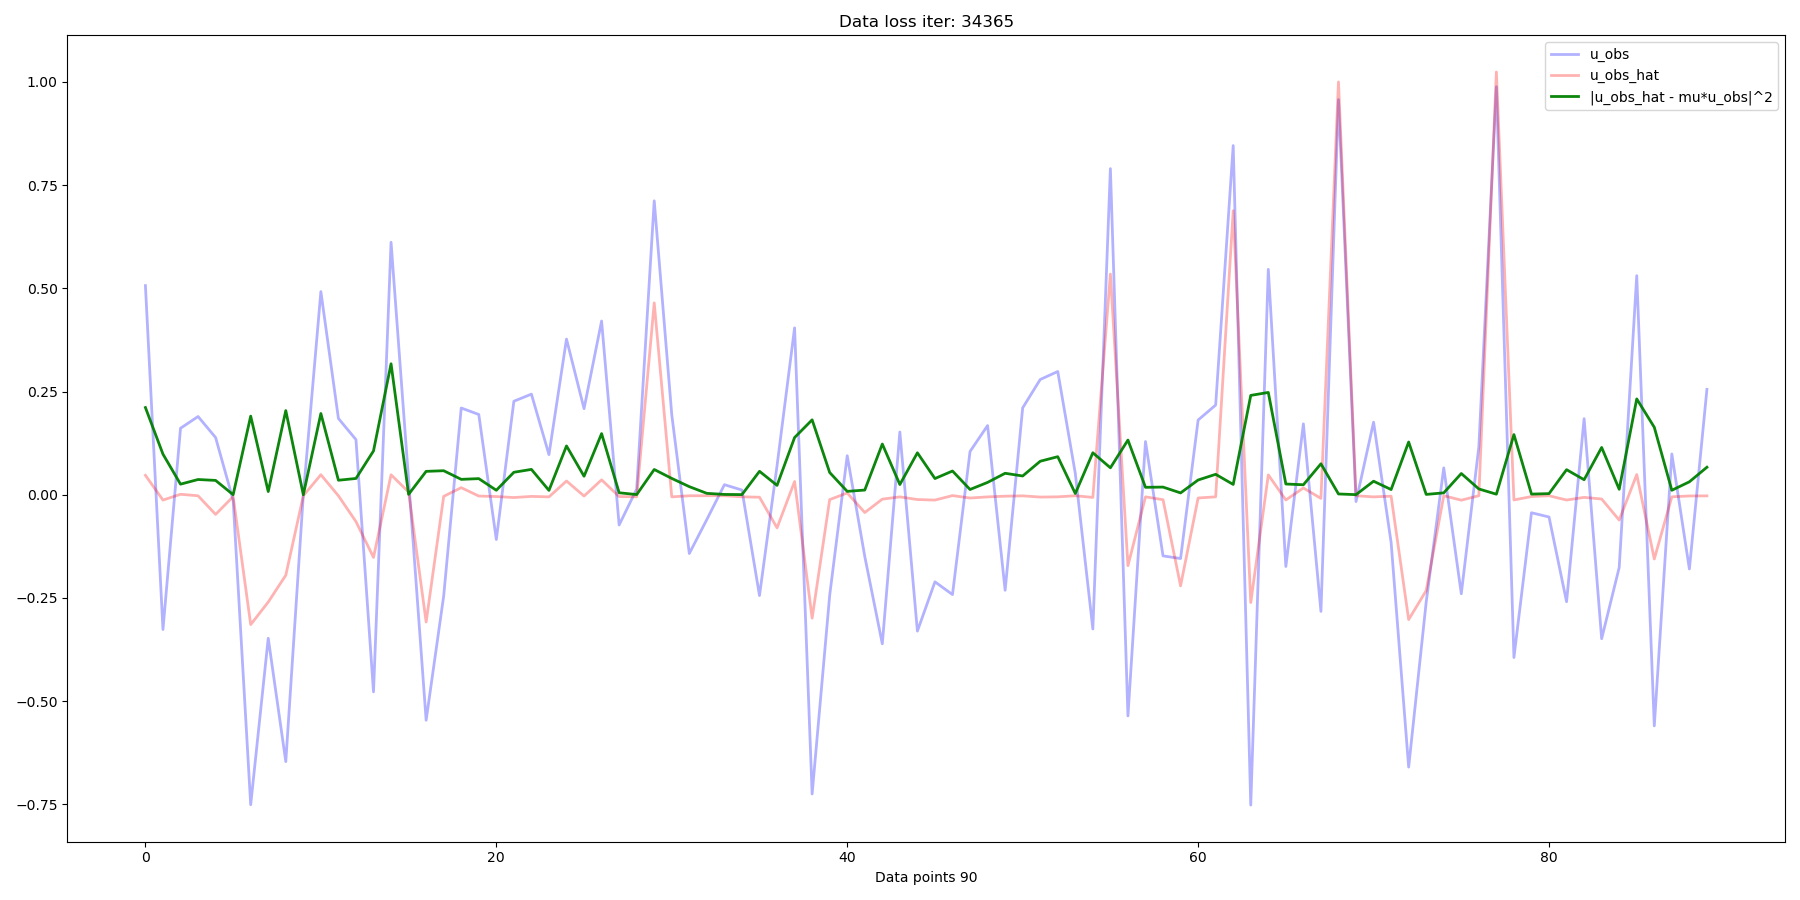 Data loss iter: 34365
u_obs
u_obs_hat
|u_obs_hat - mu*u_obs|^2
1.00
0.75
0.50
0.25
0.00
−0.25
−0.50
−0.75
0 20 40 60 80
Data points 90